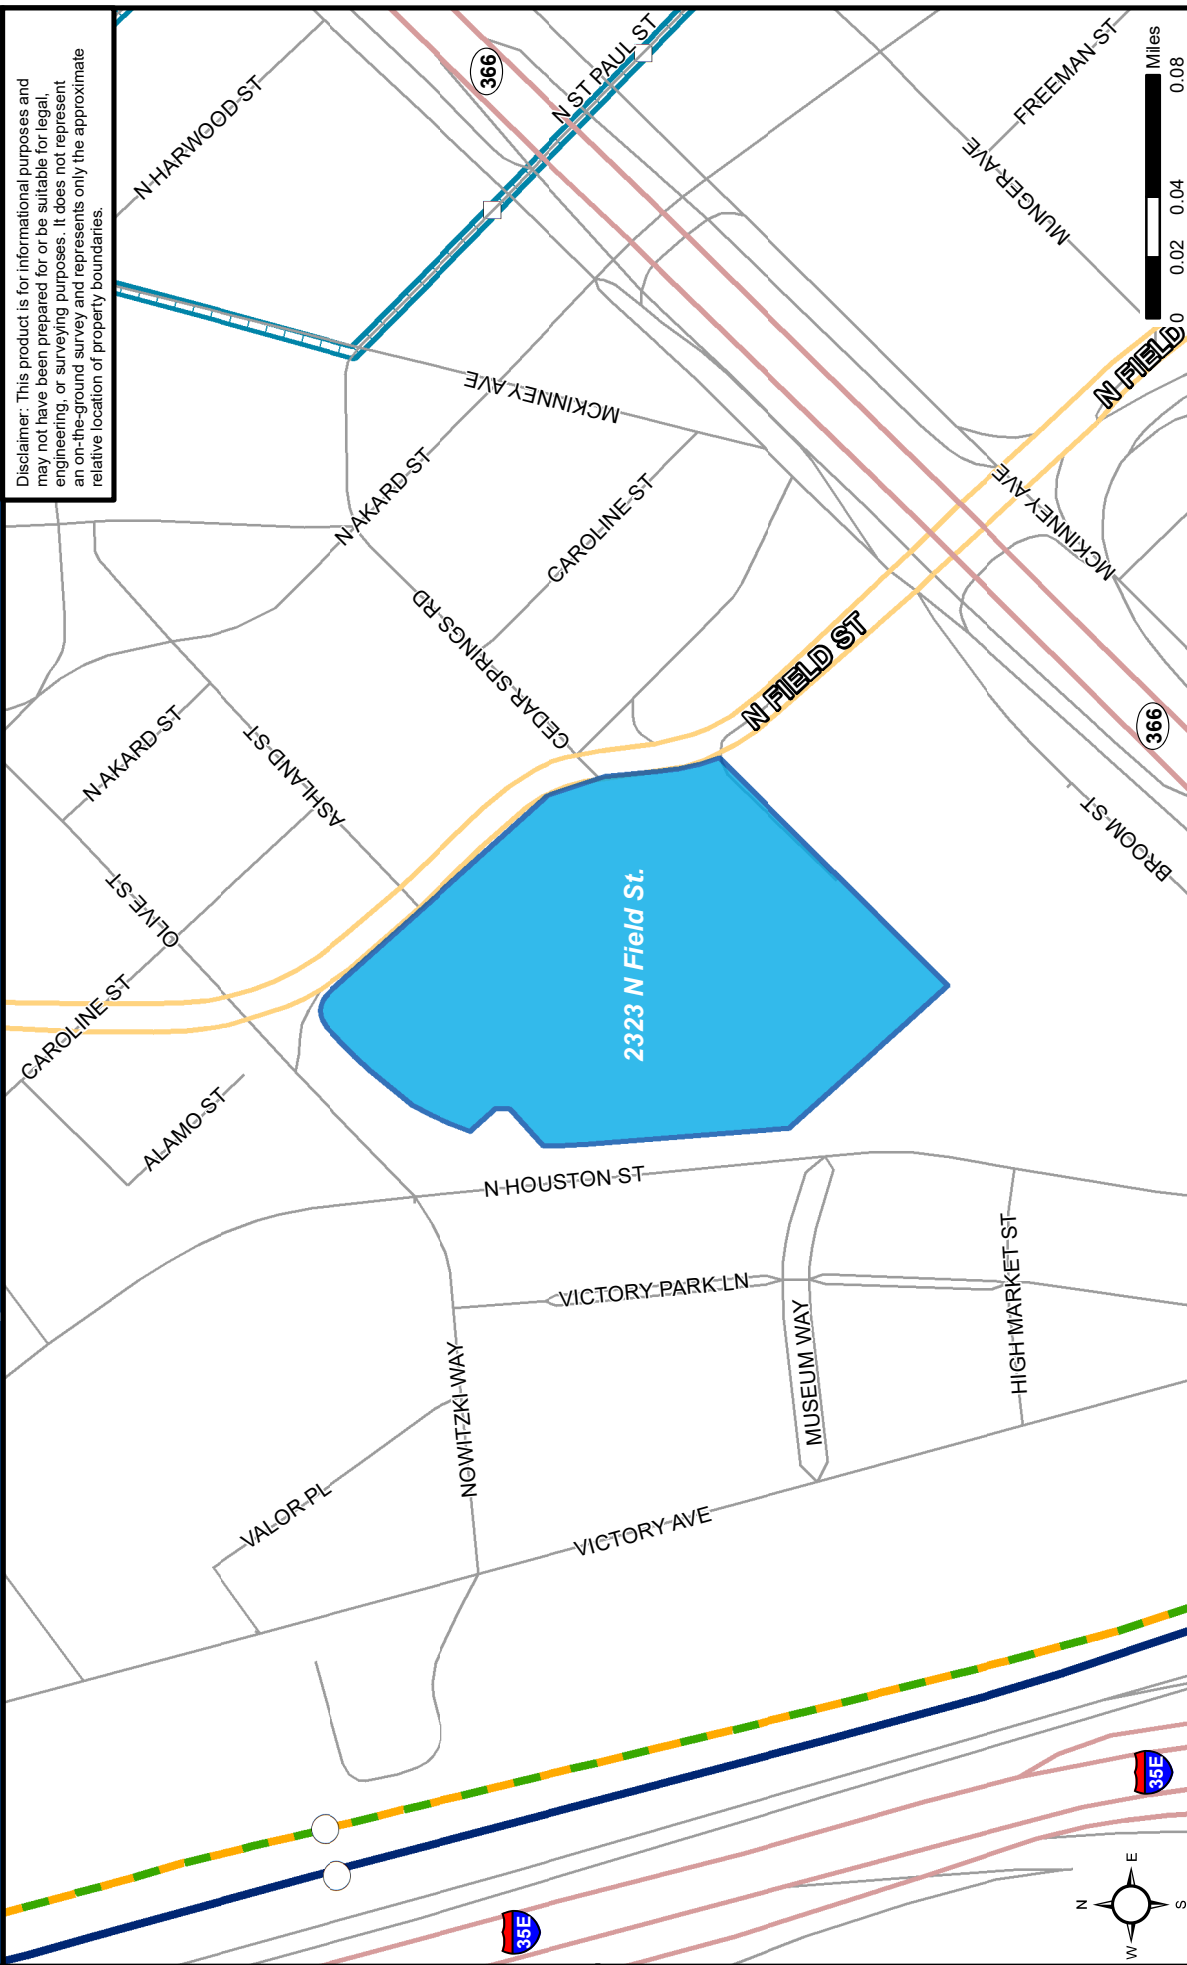 Disclaimer: This product is for informational purposes and
may not have been prepared for or be suitable for legal,
engineering, or surveying purposes. It does not represent
an on-the-ground survey and represents only the approximate
relative location of property boundaries.
N HARWOOD ST
366
N ST PAUL ST
FREEMAN ST
MUNGER AVE
Miles
0
0.02
0.04
0.08
MCKINNEY AVE
N AKARD ST
CAROLINE ST
CEDAR SPRINGS RD
N FIELD
MCKINNEY AVE
N FIELD ST
366
BROOM ST
N AKARD ST
ASHLAND ST
OLIVE ST
CAROLINE ST
ALAMO ST
2323 N Field St.
N HOUSTON ST
VICTORY PARK LN
MUSEUM WAY
HIGH MARKET ST
NOWITZKI WAY
VALOR PL
VICTORY AVE
35E
35E
N
E
S
W